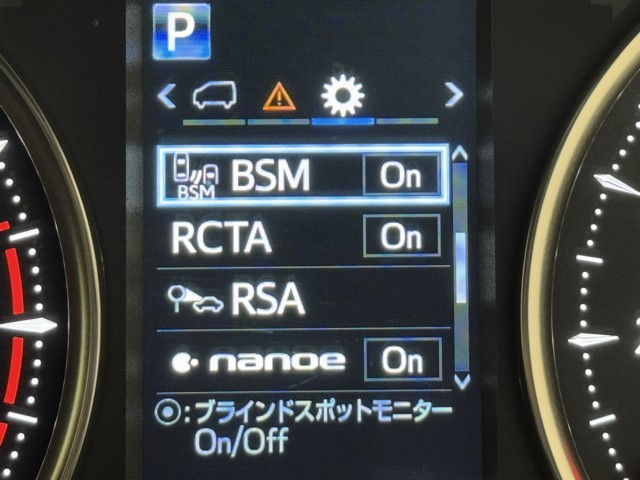 P
BSM BSM On
RCTA On
RSA
nanoe On
◉:ブラインドスポットモニター
On/Off